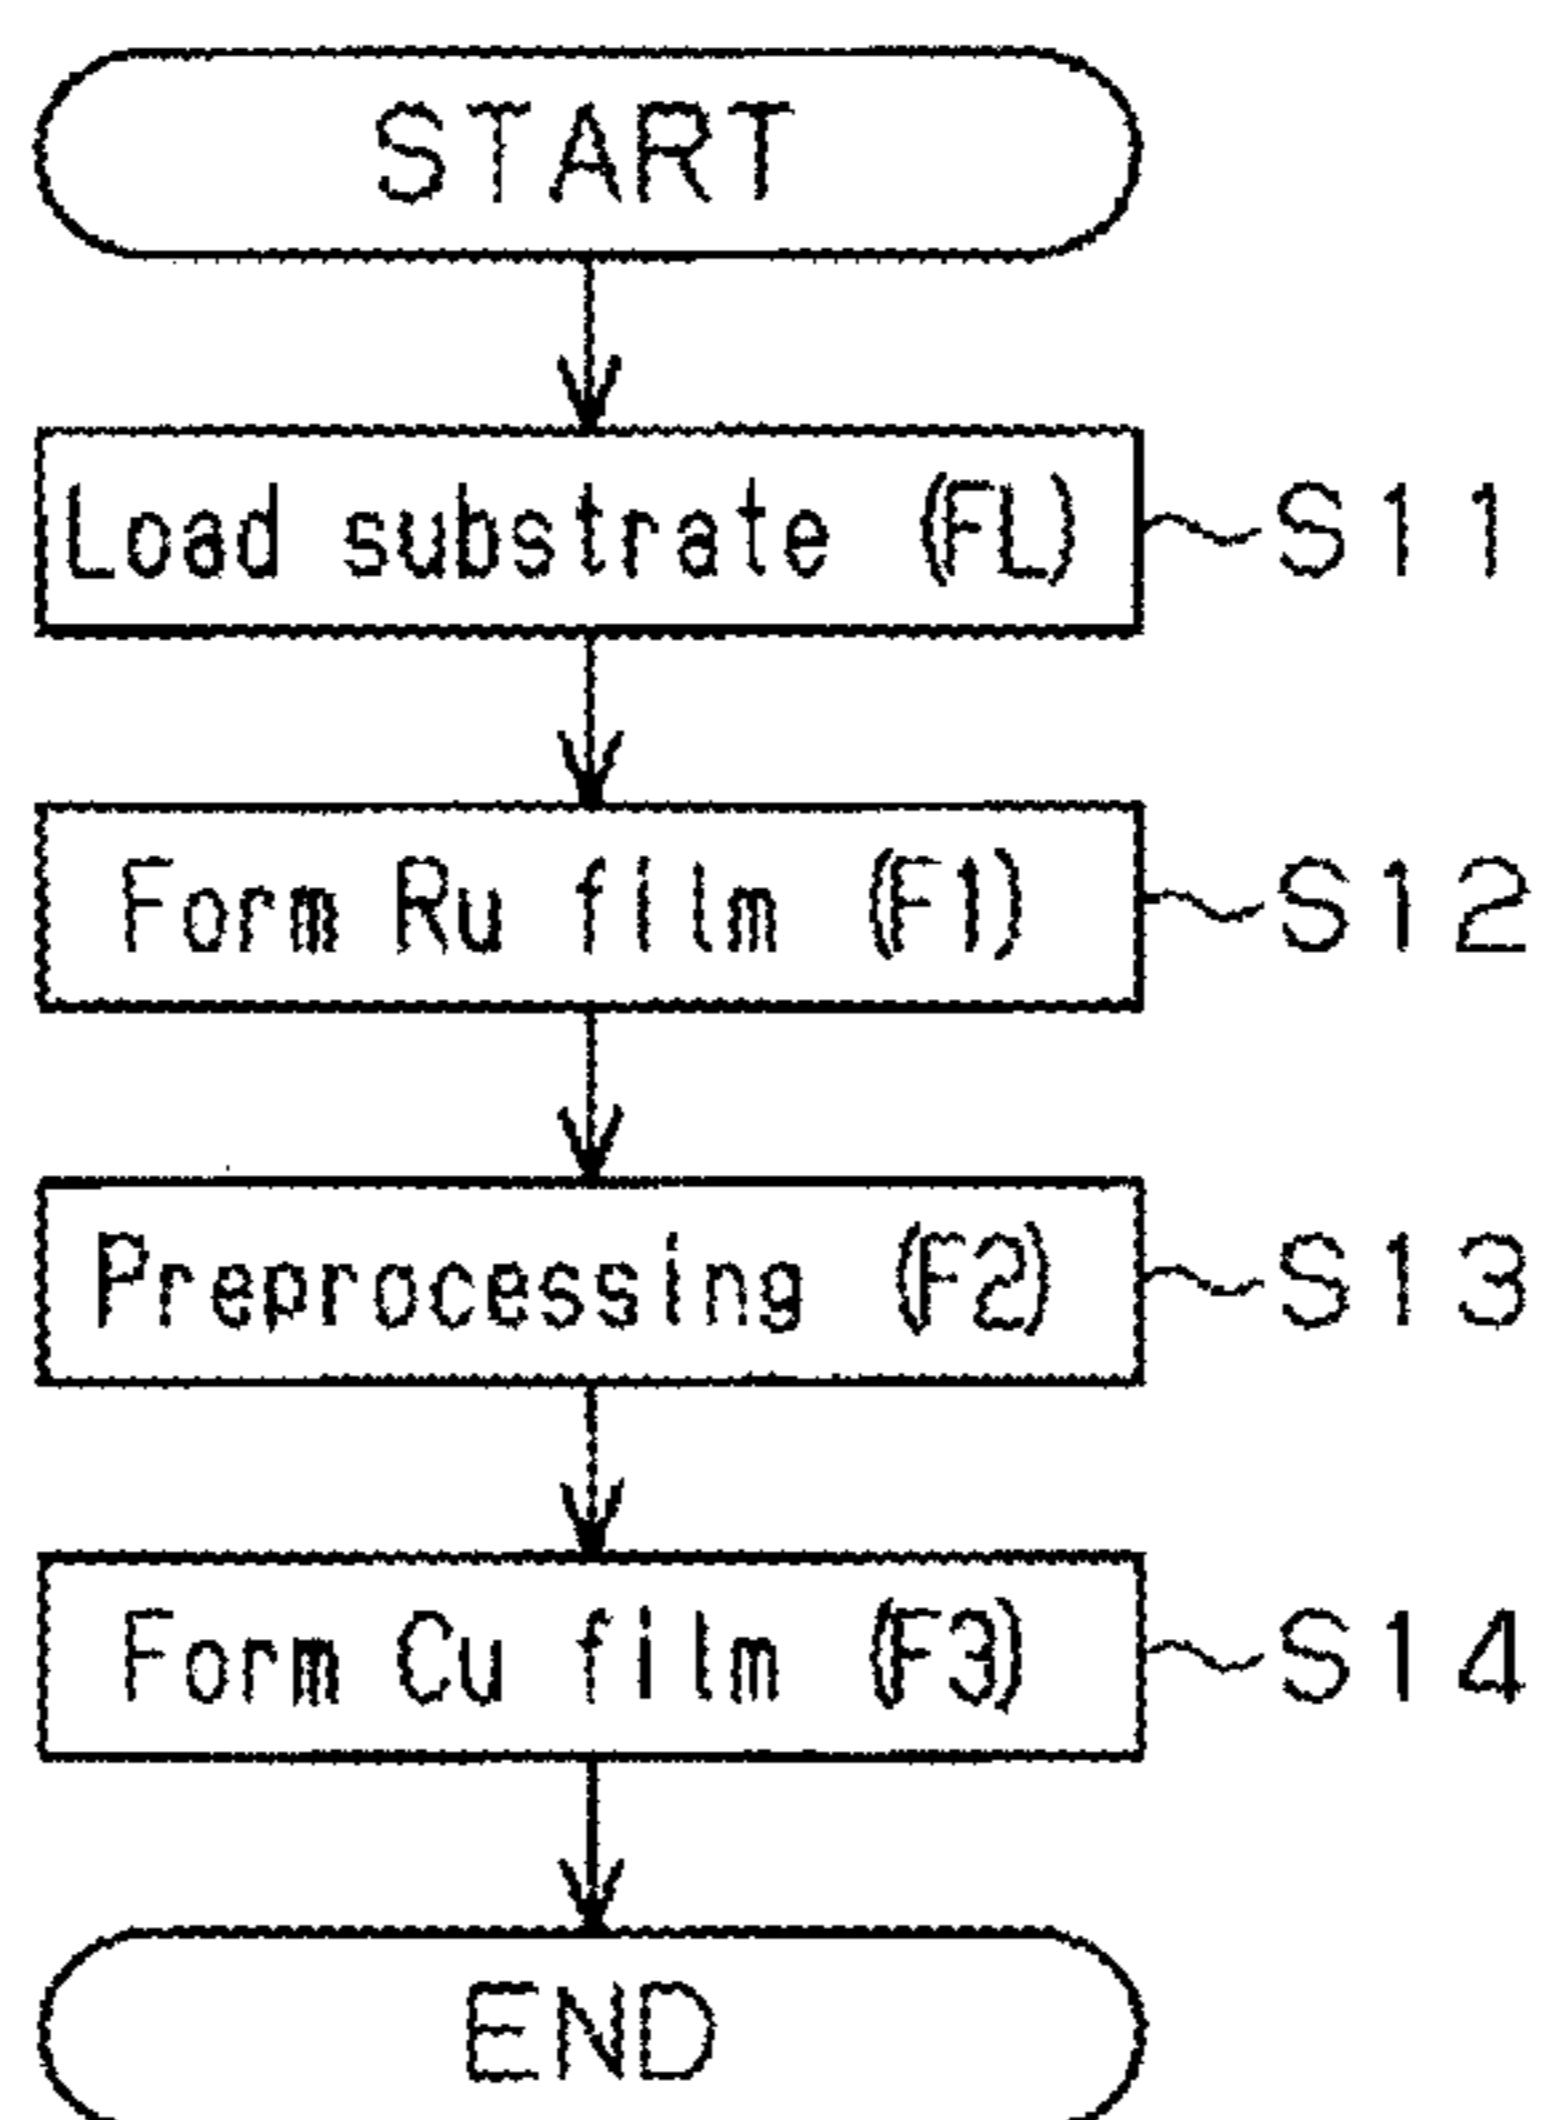 START
Load substrate (FL) S11
Form Ru film (F1) S12
Preprocessing (F2) S13
Form Cu film (F3) S14
END